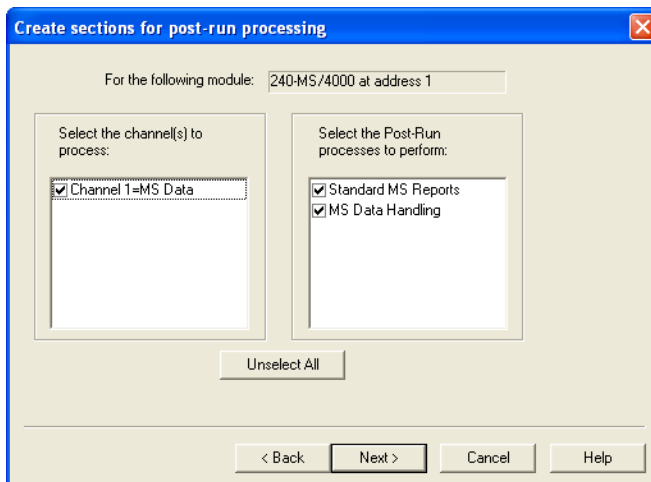 Create sections for post-run processing
For the following module: 240-MS/4000 at address 1
Select the channel(s) to
process:
Channel 1=MS Data
Select the Post-Run
processes to perform:
Standard MS Reports
MS Data Handling
Unselect All
< Back Next > Cancel Help